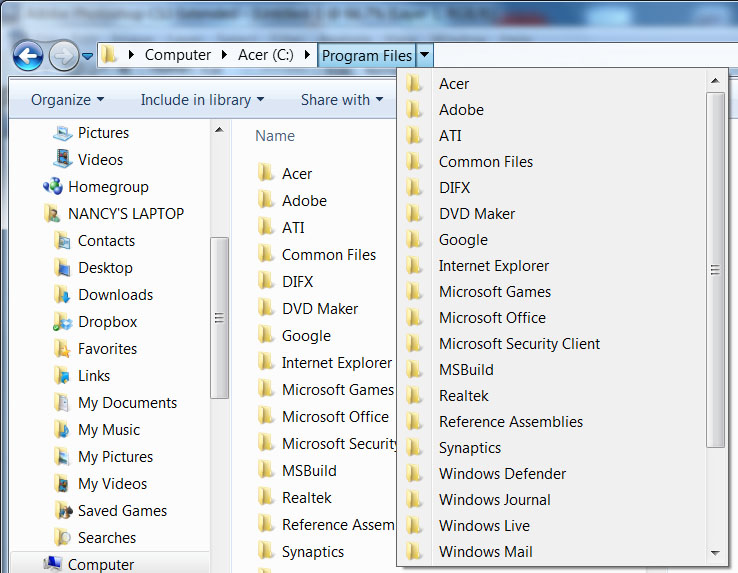 Computer Acer (C:) Program Files
Organize Include in library Share with
Pictures
Videos
Homegroup
NANCY'S LAPTOP
Contacts
Desktop
Downloads
Dropbox
Favorites
Links
My Documents
My Music
My Pictures
My Videos
Saved Games
Searches
Computer
Name
Acer
Adobe
ATI
Common Files
DIFX
DVD Maker
Google
Internet Explorer
Microsoft Games
Microsoft Office
Microsoft Security
MSBuild
Realtek
Reference Assem
Synaptics
Acer
Adobe
ATI
Common Files
DIFX
DVD Maker
Google
Internet Explorer
Microsoft Games
Microsoft Office
Microsoft Security Client
MSBuild
Realtek
Reference Assemblies
Synaptics
Windows Defender
Windows Journal
Windows Live
Windows Mail